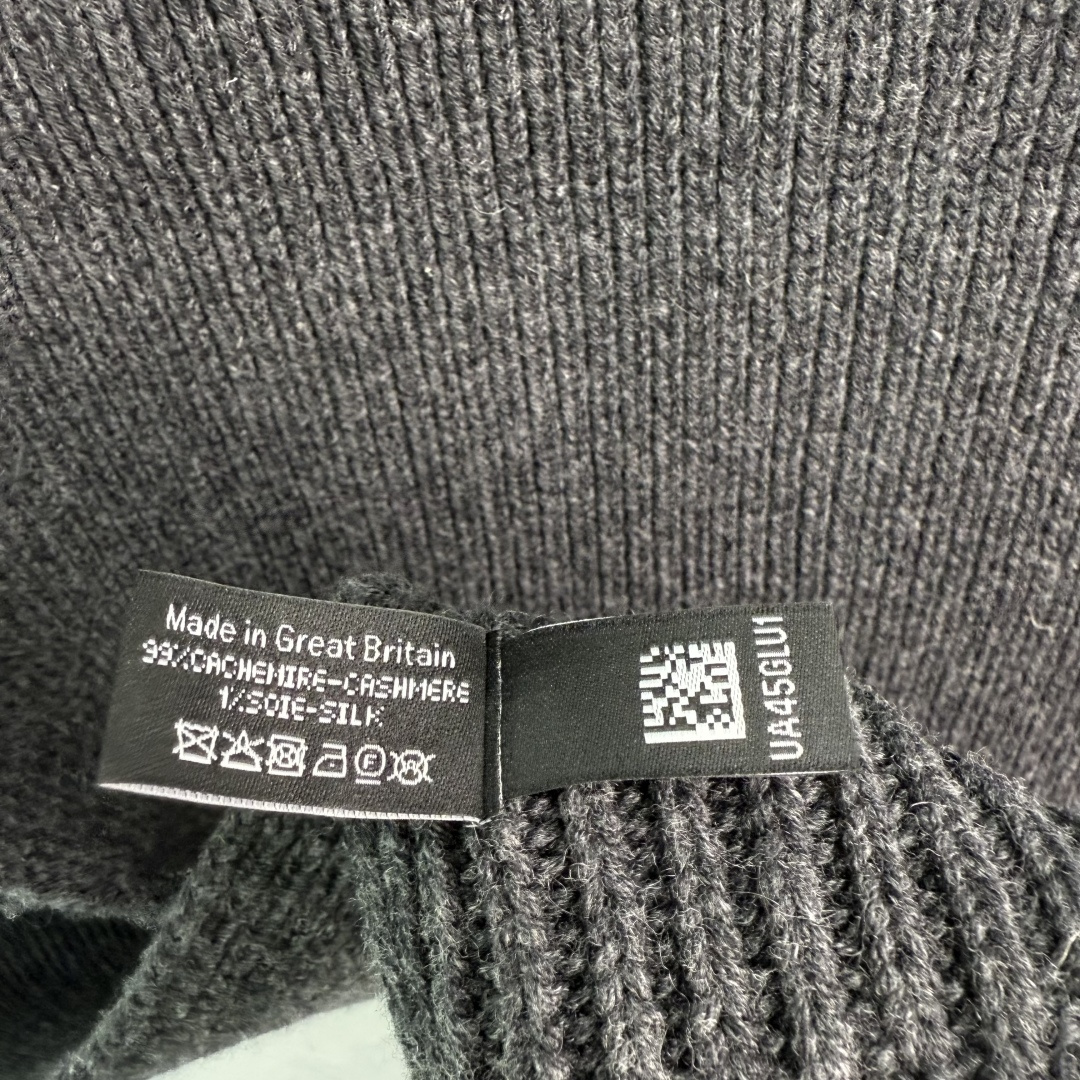 Made in Great Britain
99%CACHEMIRE-CASHMERE
1%SOIE-SILK
F
W
UA45GLU1